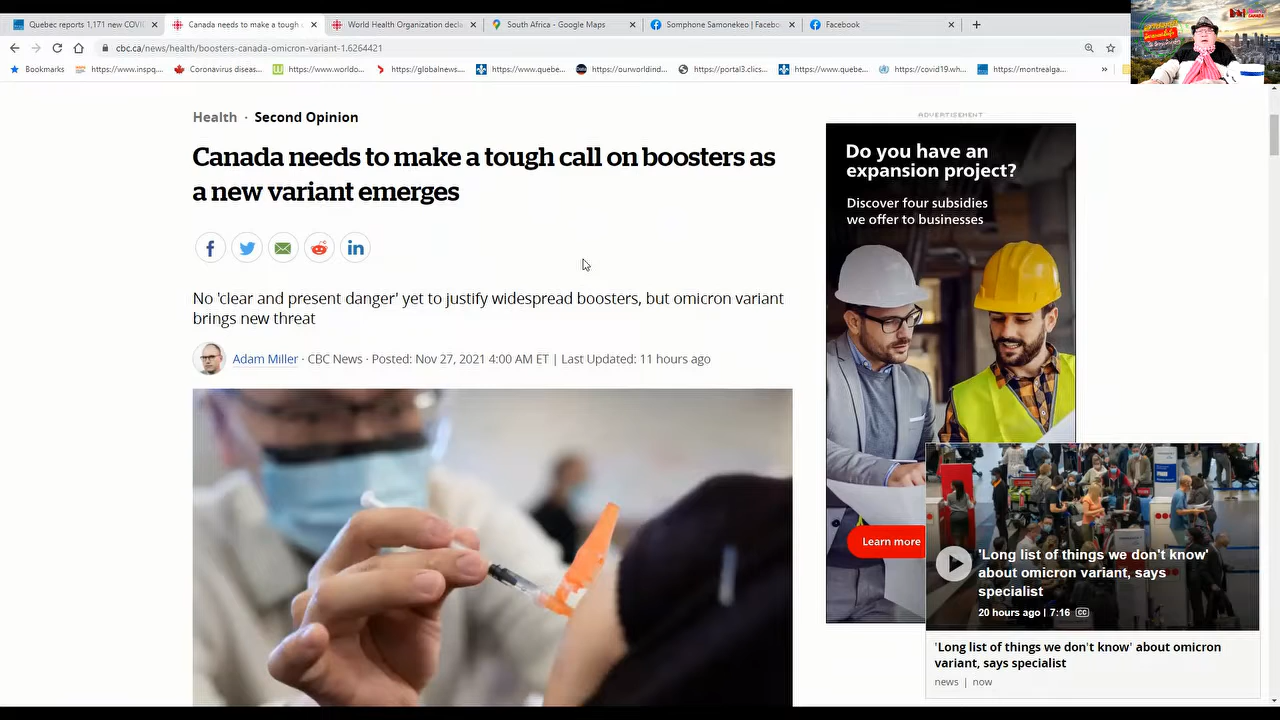 Quebec reports 1,171 new COVI
Canada needs to make a tough c
World Health Organization decla
South Africa - Google Maps
Somphone Samonekeo | Facebo
Facebook
cbc.ca/news/health/boosters-canada-omicron-variant-1.6264421
Bookmarks
https://www.inspq....
Coronavirus diseas...
https://www.worldo...
https://globalnews....
https://www.quebe...
https://ourworldind...
https://portal3.clics...
https://www.quebe...
https://covid19.wh...
https://montrealga...
»
Health · Second Opinion
Canada needs to make a tough call on boosters as
a new variant emerges
No 'clear and present danger' yet to justify widespread boosters, but omicron variant
brings new threat
Adam Miller · CBC News · Posted: Nov 27, 2021 4:00 AM ET | Last Updated: 11 hours ago
ADVERTISEMENT
Do you have an
expansion project?
Discover four subsidies
we offer to businesses
Learn more
'Long list of things we don't know'
about omicron variant, says
specialist
20 hours ago | 7:16 CC
'Long list of things we don't know' about omicron
variant, says specialist
news | now